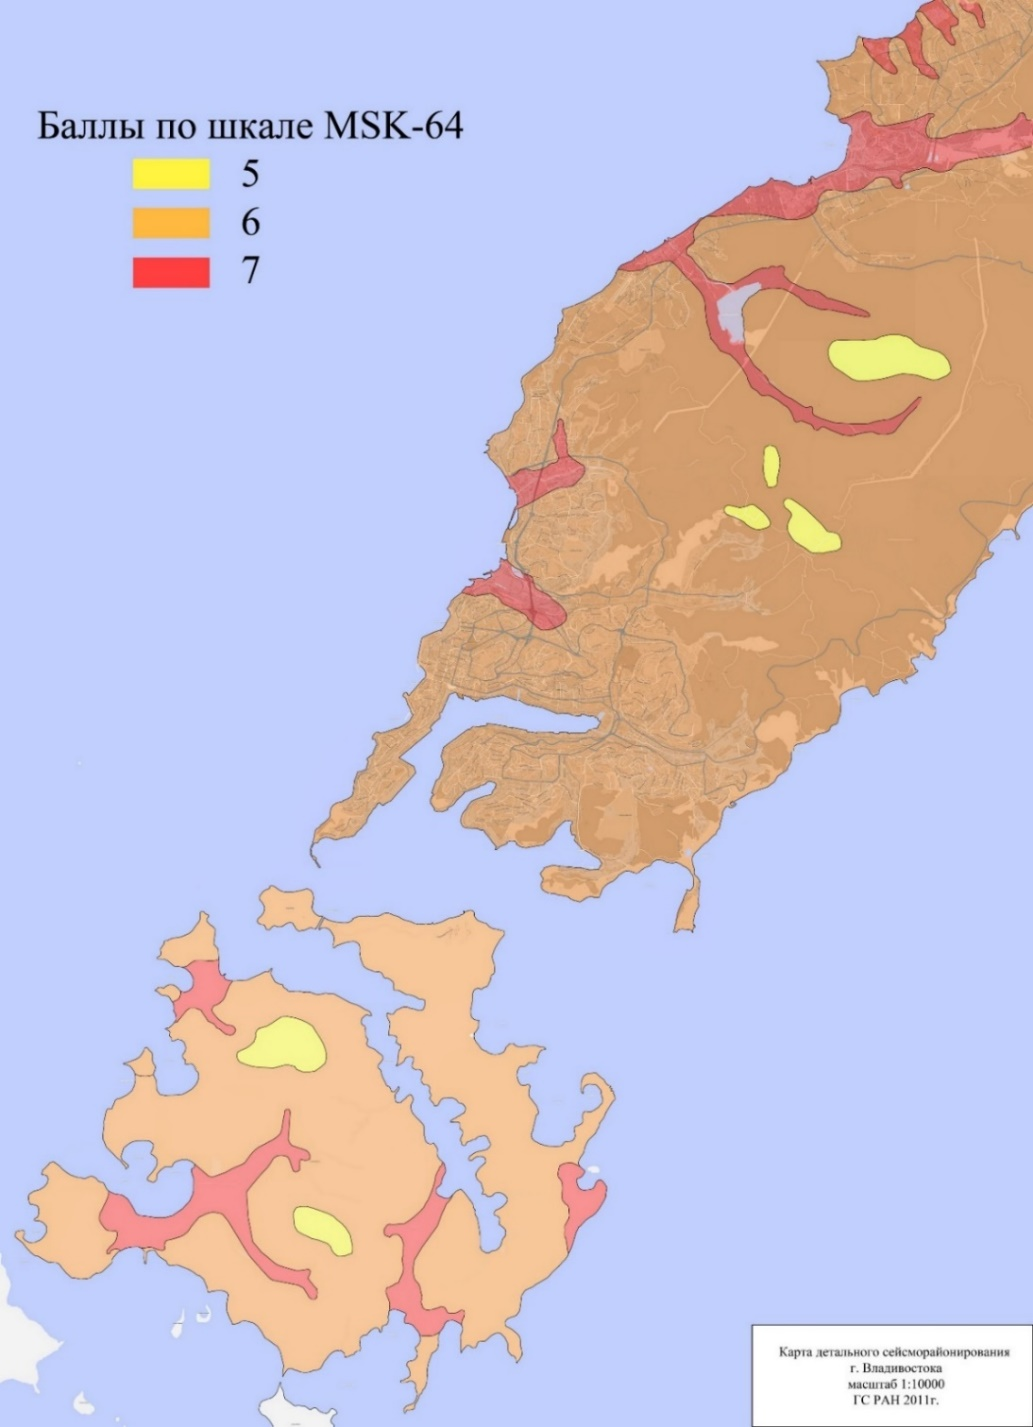 Баллы по шкале MSK-64
5
6
7
Карта детального сейсморайонирования
г. Владивостока
масштаб 1:10000
ГС РАН 2011г.